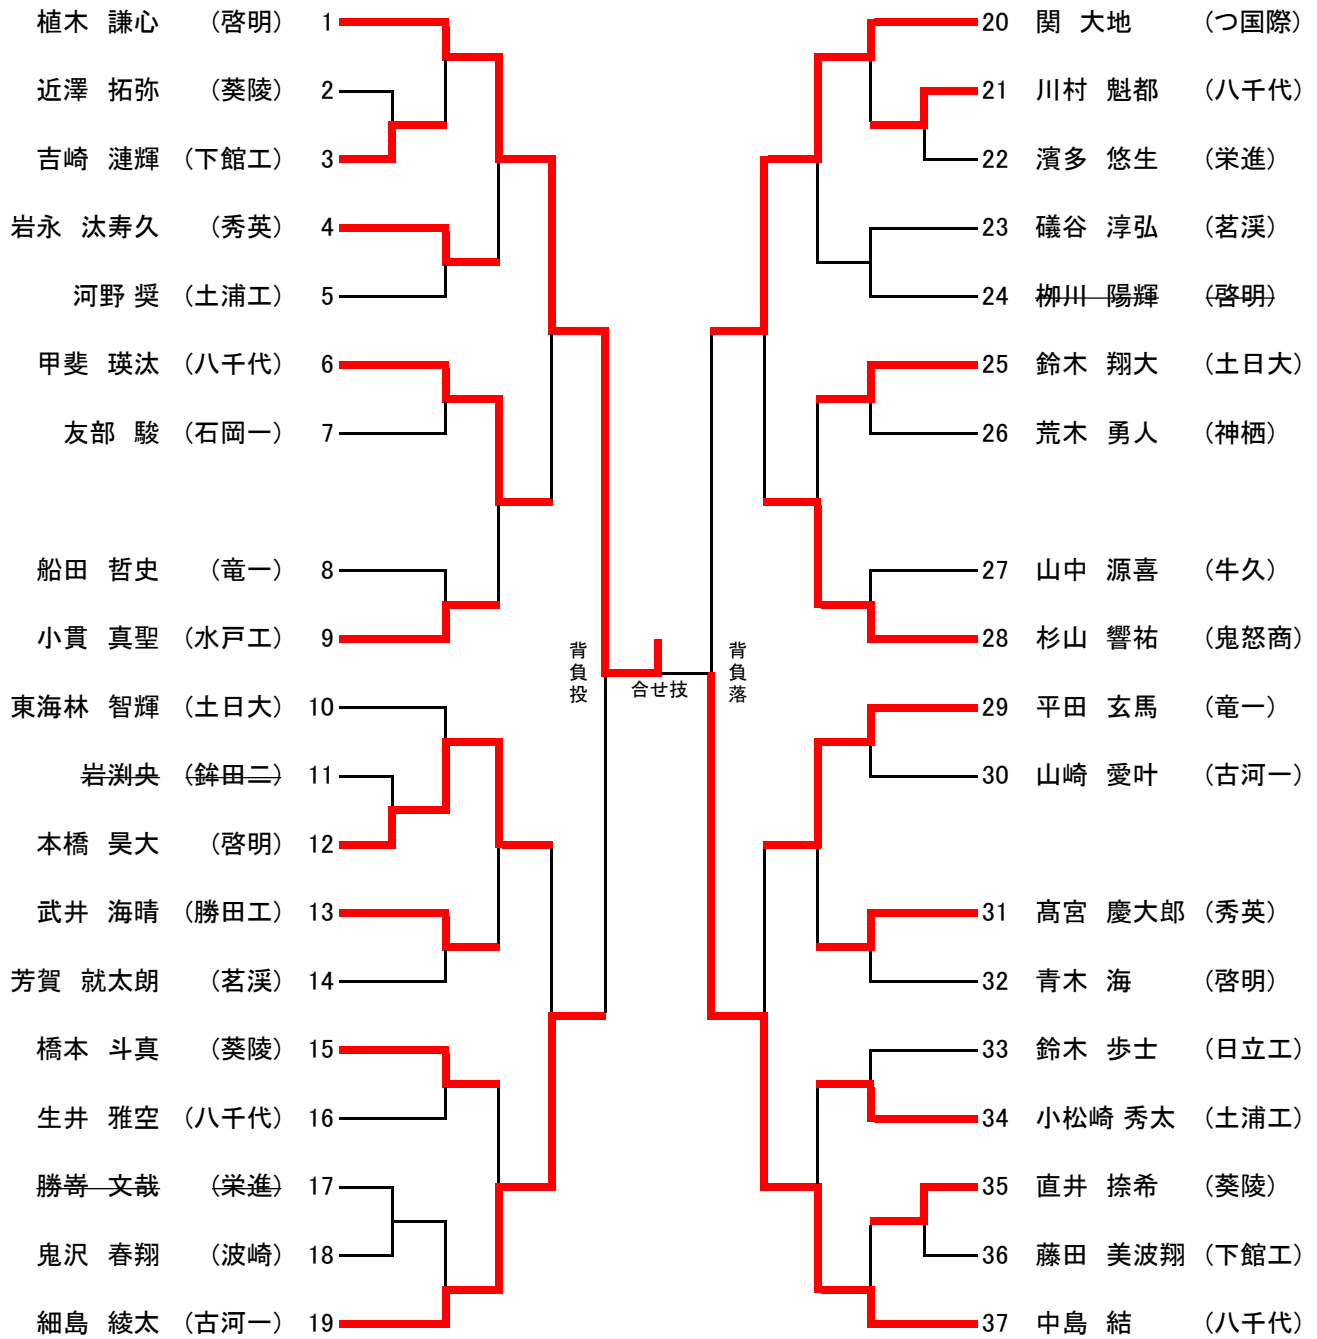 植木 謙心 (啓明) 1
近澤 拓弥 (葵陵) 2
吉崎 漣輝 (下館工) 3
岩永 汰寿久 (秀英) 4
河野 奨 (土浦工) 5
甲斐 瑛汰 (八千代) 6
友部 駿 (石岡一) 7
船田 哲史 (竜一) 8
小貫 真聖 (水戸工) 9
東海林 智輝 (土日大) 10
岩渕央 (鉾田二) 11
本橋 昊大 (啓明) 12
武井 海晴 (勝田工) 13
芳賀 就太朗 (茗渓) 14
橋本 斗真 (葵陵) 15
生井 雅空 (八千代) 16
勝嵜 文哉 (栄進) 17
鬼沢 春翔 (波崎) 18
細島 綾太 (古河一) 19
背負投
合せ技
背負落
20 関 大地 (つ国際)
21 川村 魁都 (八千代)
22 濱多 悠生 (栄進)
23 礒谷 淳弘 (茗渓)
24 栁川 陽輝 (啓明)
25 鈴木 翔大 (土日大)
26 荒木 勇人 (神栖)
27 山中 源喜 (牛久)
28 杉山 響祐 (鬼怒商)
29 平田 玄馬 (竜一)
30 山崎 愛叶 (古河一)
31 髙宮 慶大郎 (秀英)
32 青木 海 (啓明)
33 鈴木 歩士 (日立工)
34 小松崎 秀太 (土浦工)
35 直井 捺希 (葵陵)
36 藤田 美波翔 (下館工)
37 中島 結 (八千代)